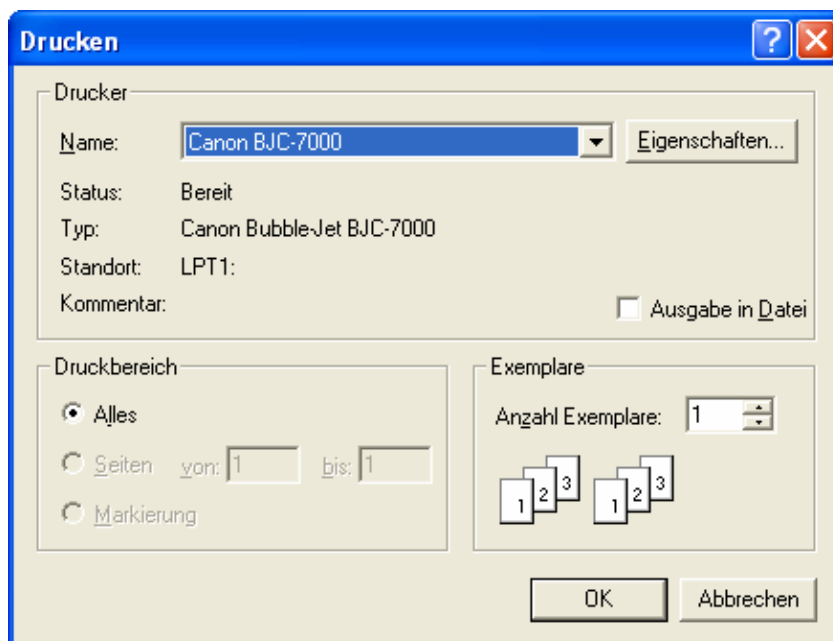 Drucken
Drucker
Name: Canon BJC-7000 Eigenschaften...
Status: Bereit
Typ: Canon Bubble-Jet BJC-7000
Standort: LPT1:
Kommentar: Ausgabe in Datei
Druckbereich
Alles
Seiten von: 1 bis: 1
Markierung
Exemplare
Anzahl Exemplare: 1
1 2 3 1 2 3
OK Abbrechen